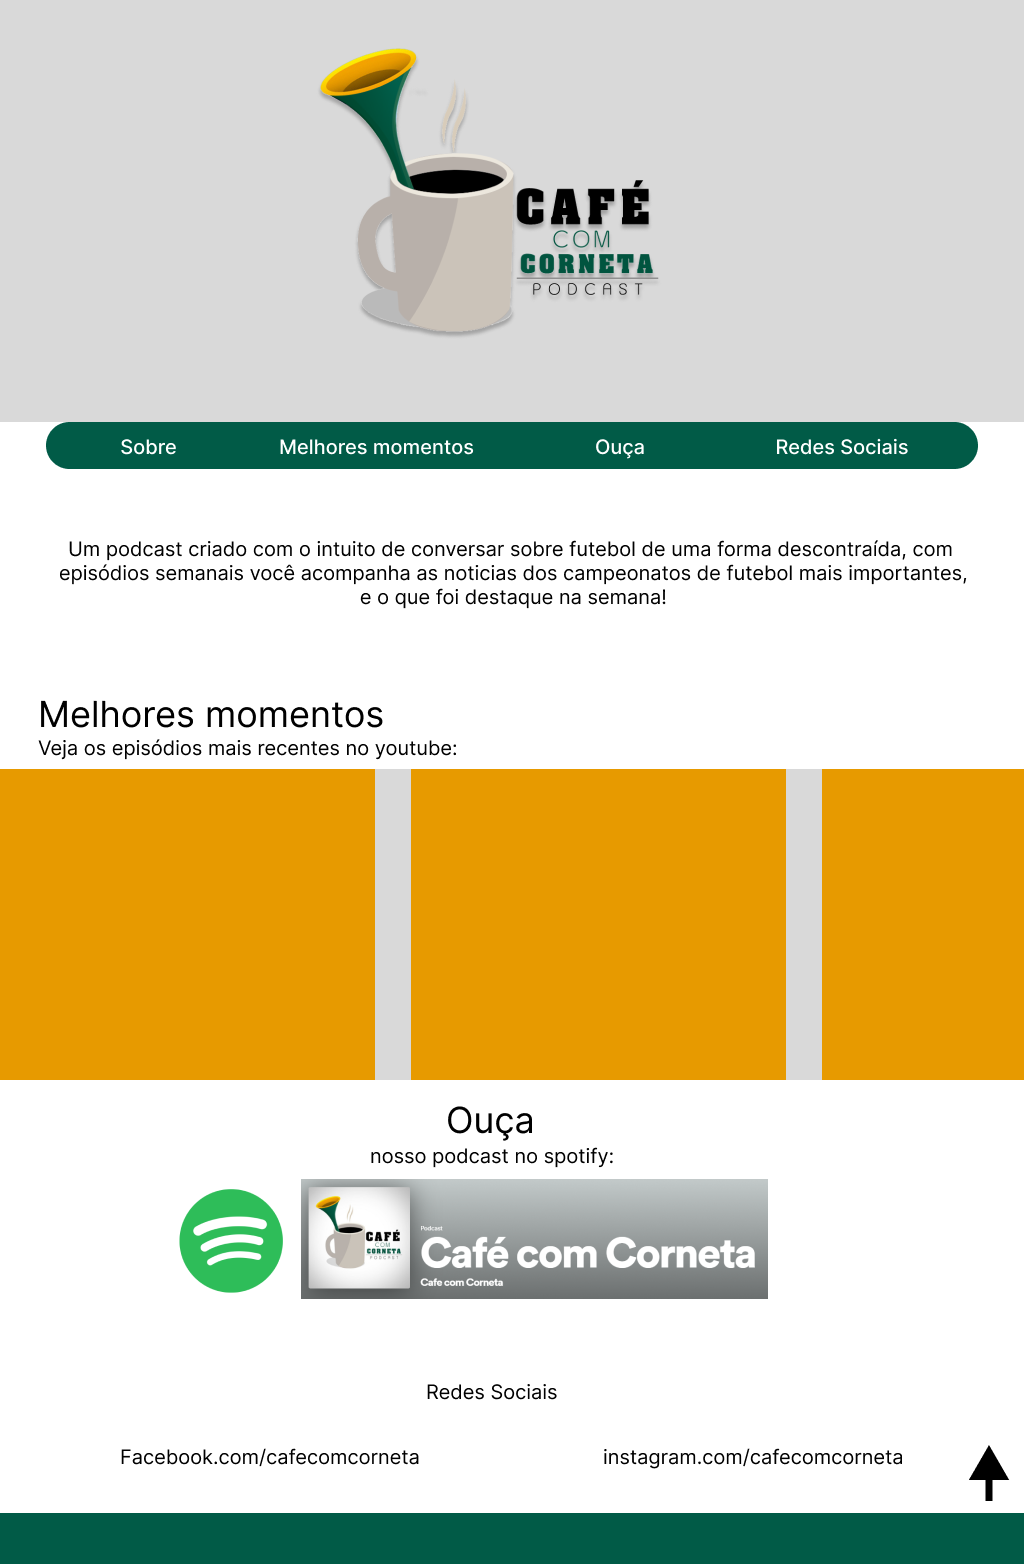 CAFÉ
COM
CORNETA
PODCAST
Sobre Melhores momentos Ouça Redes Sociais
Um podcast criado com o intuito de conversar sobre futebol de uma forma descontraída, com
episódios semanais você acompanha as noticias dos campeonatos de futebol mais importantes,
e o que foi destaque na semana!
Melhores momentos
Veja os episódios mais recentes no youtube:
Ouça
nosso podcast no spotify:
CAFÉ
COM
CORNETA
PODCAST
Podcast
Café com Corneta
Cafe com Corneta
Redes Sociais
Facebook.com/cafecomcorneta instagram.com/cafecomcorneta